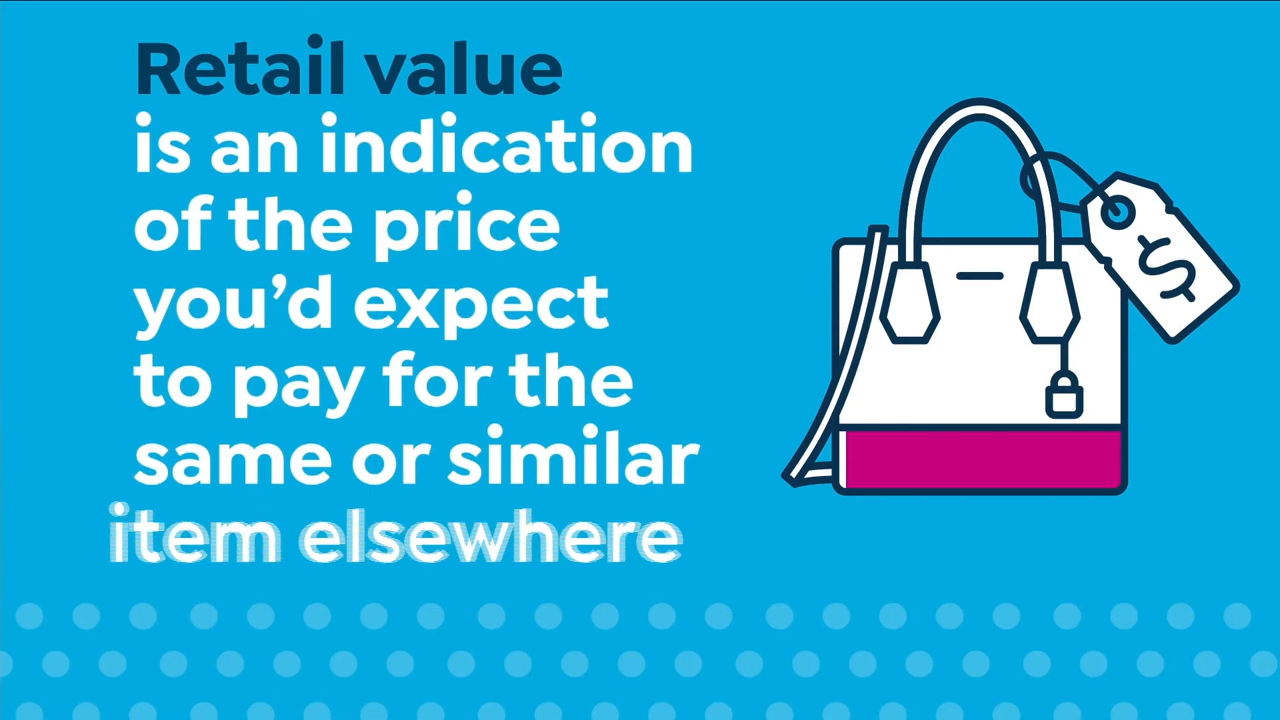 Retail value
is an indication
of the price
you’d expect
to pay for the
same or similar
item elsewhere
$